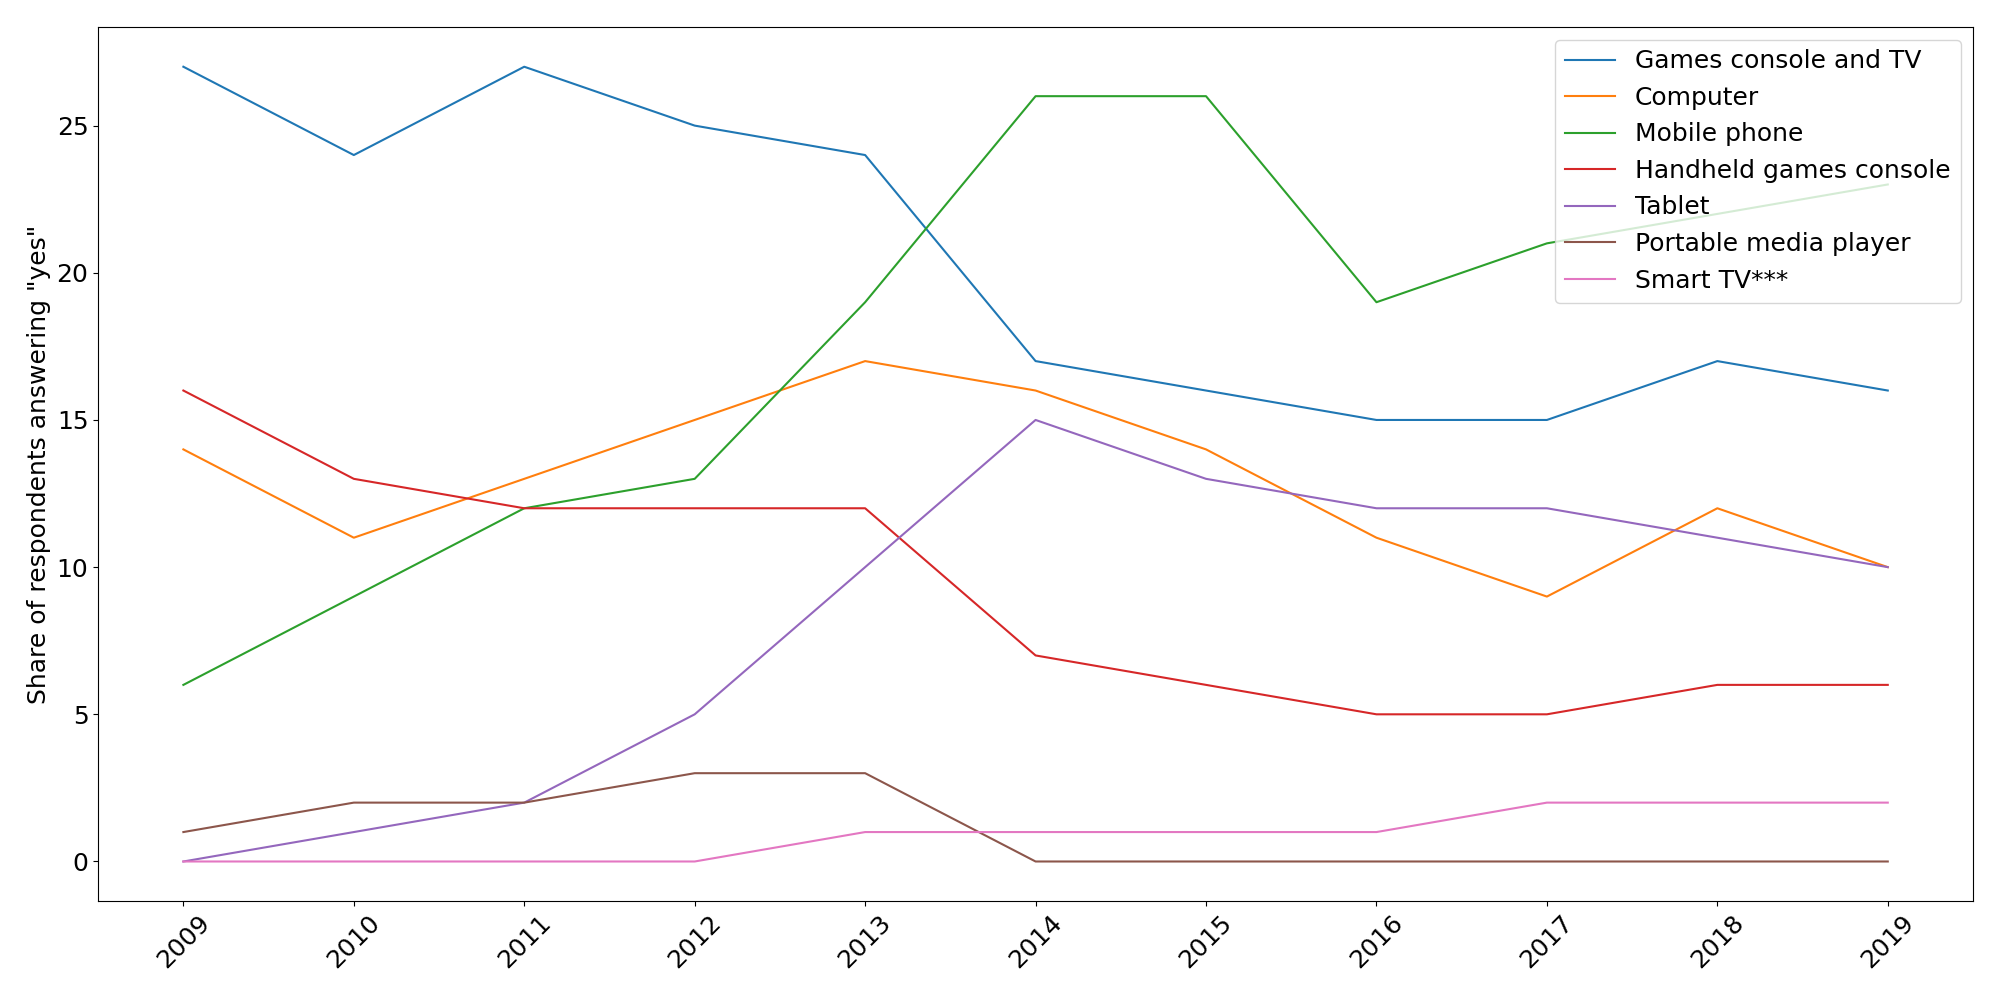 Games console and TV
Computer
Mobile phone
Handheld games console
Tablet
Portable media player
Smart TV***
Share of respondents answering "yes"
25
20
15
10
5
0
2009
2010
2011
2012
2013
2014
2015
2016
2017
2018
2019